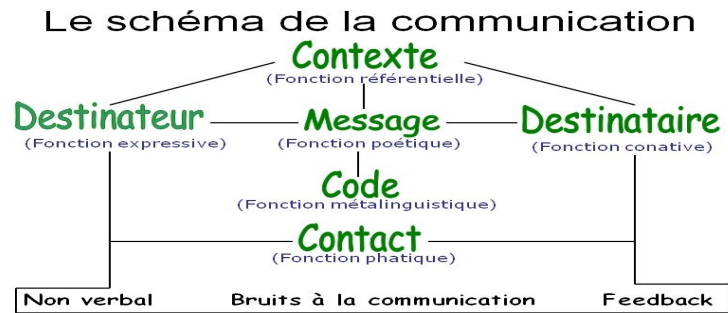 Le schéma de la communication
Contexte
(Fonction référentielle)
Destinateur
(Fonction expressive)
Message
(Fonction poétique)
Destinataire
(Fonction conative)
Code
(Fonction métalinguistique)
Contact
(Fonction phatique)
Non verbal
Bruits à la communication
Feedback